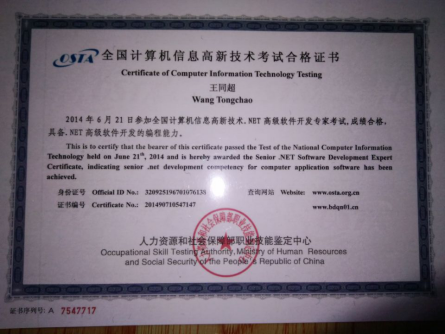 OSTA 全国计算机信息高新技术考试合格证书
Certificate of Computer Information Technology Testing
王同超
Wang Tongchao
2014 年 6 月 21 日参加全国计算机信息高新技术. NET 高级软件开发专家考试, 成绩合格,
具备. NET 高级软件开发的编程能力。
This is to certify that the bearer of this certificate passed the Test of the National Computer Information
Technology held on June 21th, 2014 and is hereby awarded the Senior .NET Software Development Expert
Certificate, indicating senior .net development competency for computer application software has been
achieved.
身份证号 Official ID No.: 320925196701076139 查询网站 Website: www.osta.org.cn
证书编号 Certificate No.: 201490710547147 www.bdqn01.cn
人力资源和社会保障部职业技能鉴定中心
Occupational Skill Testing Authority, Ministry of Human Resources
and Social Security of the People's Republic of China
证书序列号: A 7547717